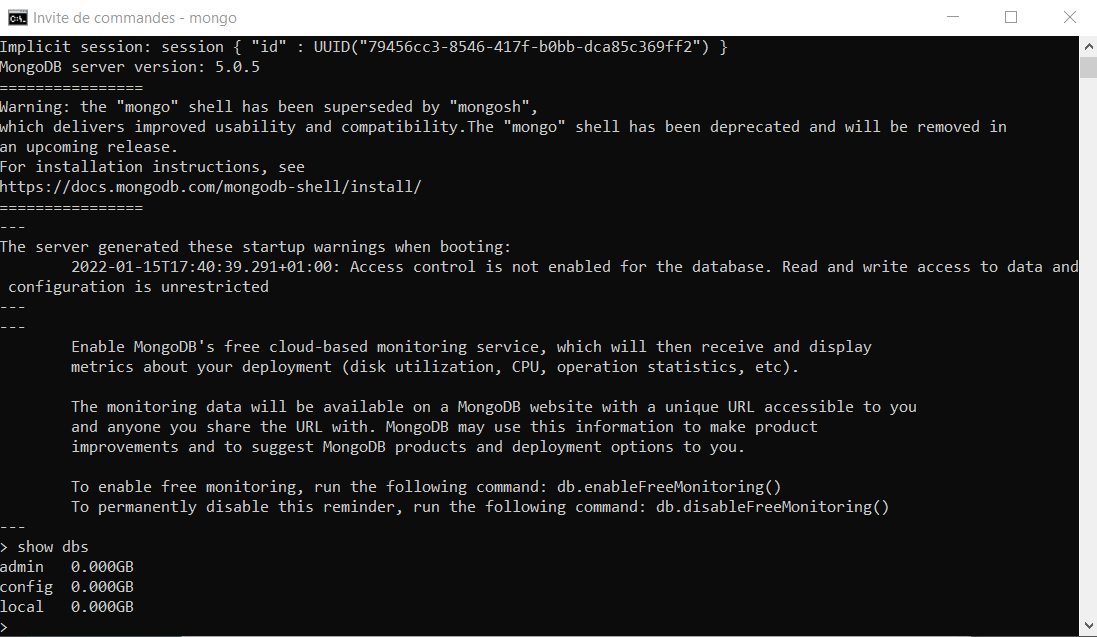 Invite de commandes - mongo
Implicit session: session { "id" : UUID("79456cc3-8546-417f-b0bb-dca85c369ff2") }
MongoDB server version: 5.0.5
================
Warning: the "mongo" shell has been superseded by "mongosh",
which delivers improved usability and compatibility.The "mongo" shell has been deprecated and will be removed in
an upcoming release.
For installation instructions, see
https://docs.mongodb.com/mongodb-shell/install/
================
---
The server generated these startup warnings when booting:
        2022-01-15T17:40:39.291+01:00: Access control is not enabled for the database. Read and write access to data and
 configuration is unrestricted
---
---
        Enable MongoDB's free cloud-based monitoring service, which will then receive and display
        metrics about your deployment (disk utilization, CPU, operation statistics, etc).

        The monitoring data will be available on a MongoDB website with a unique URL accessible to you
        and anyone you share the URL with. MongoDB may use this information to make product
        improvements and to suggest MongoDB products and deployment options to you.

        To enable free monitoring, run the following command: db.enableFreeMonitoring()
        To permanently disable this reminder, run the following command: db.disableFreeMonitoring()
---
> show dbs
admin   0.000GB
config  0.000GB
local   0.000GB
>